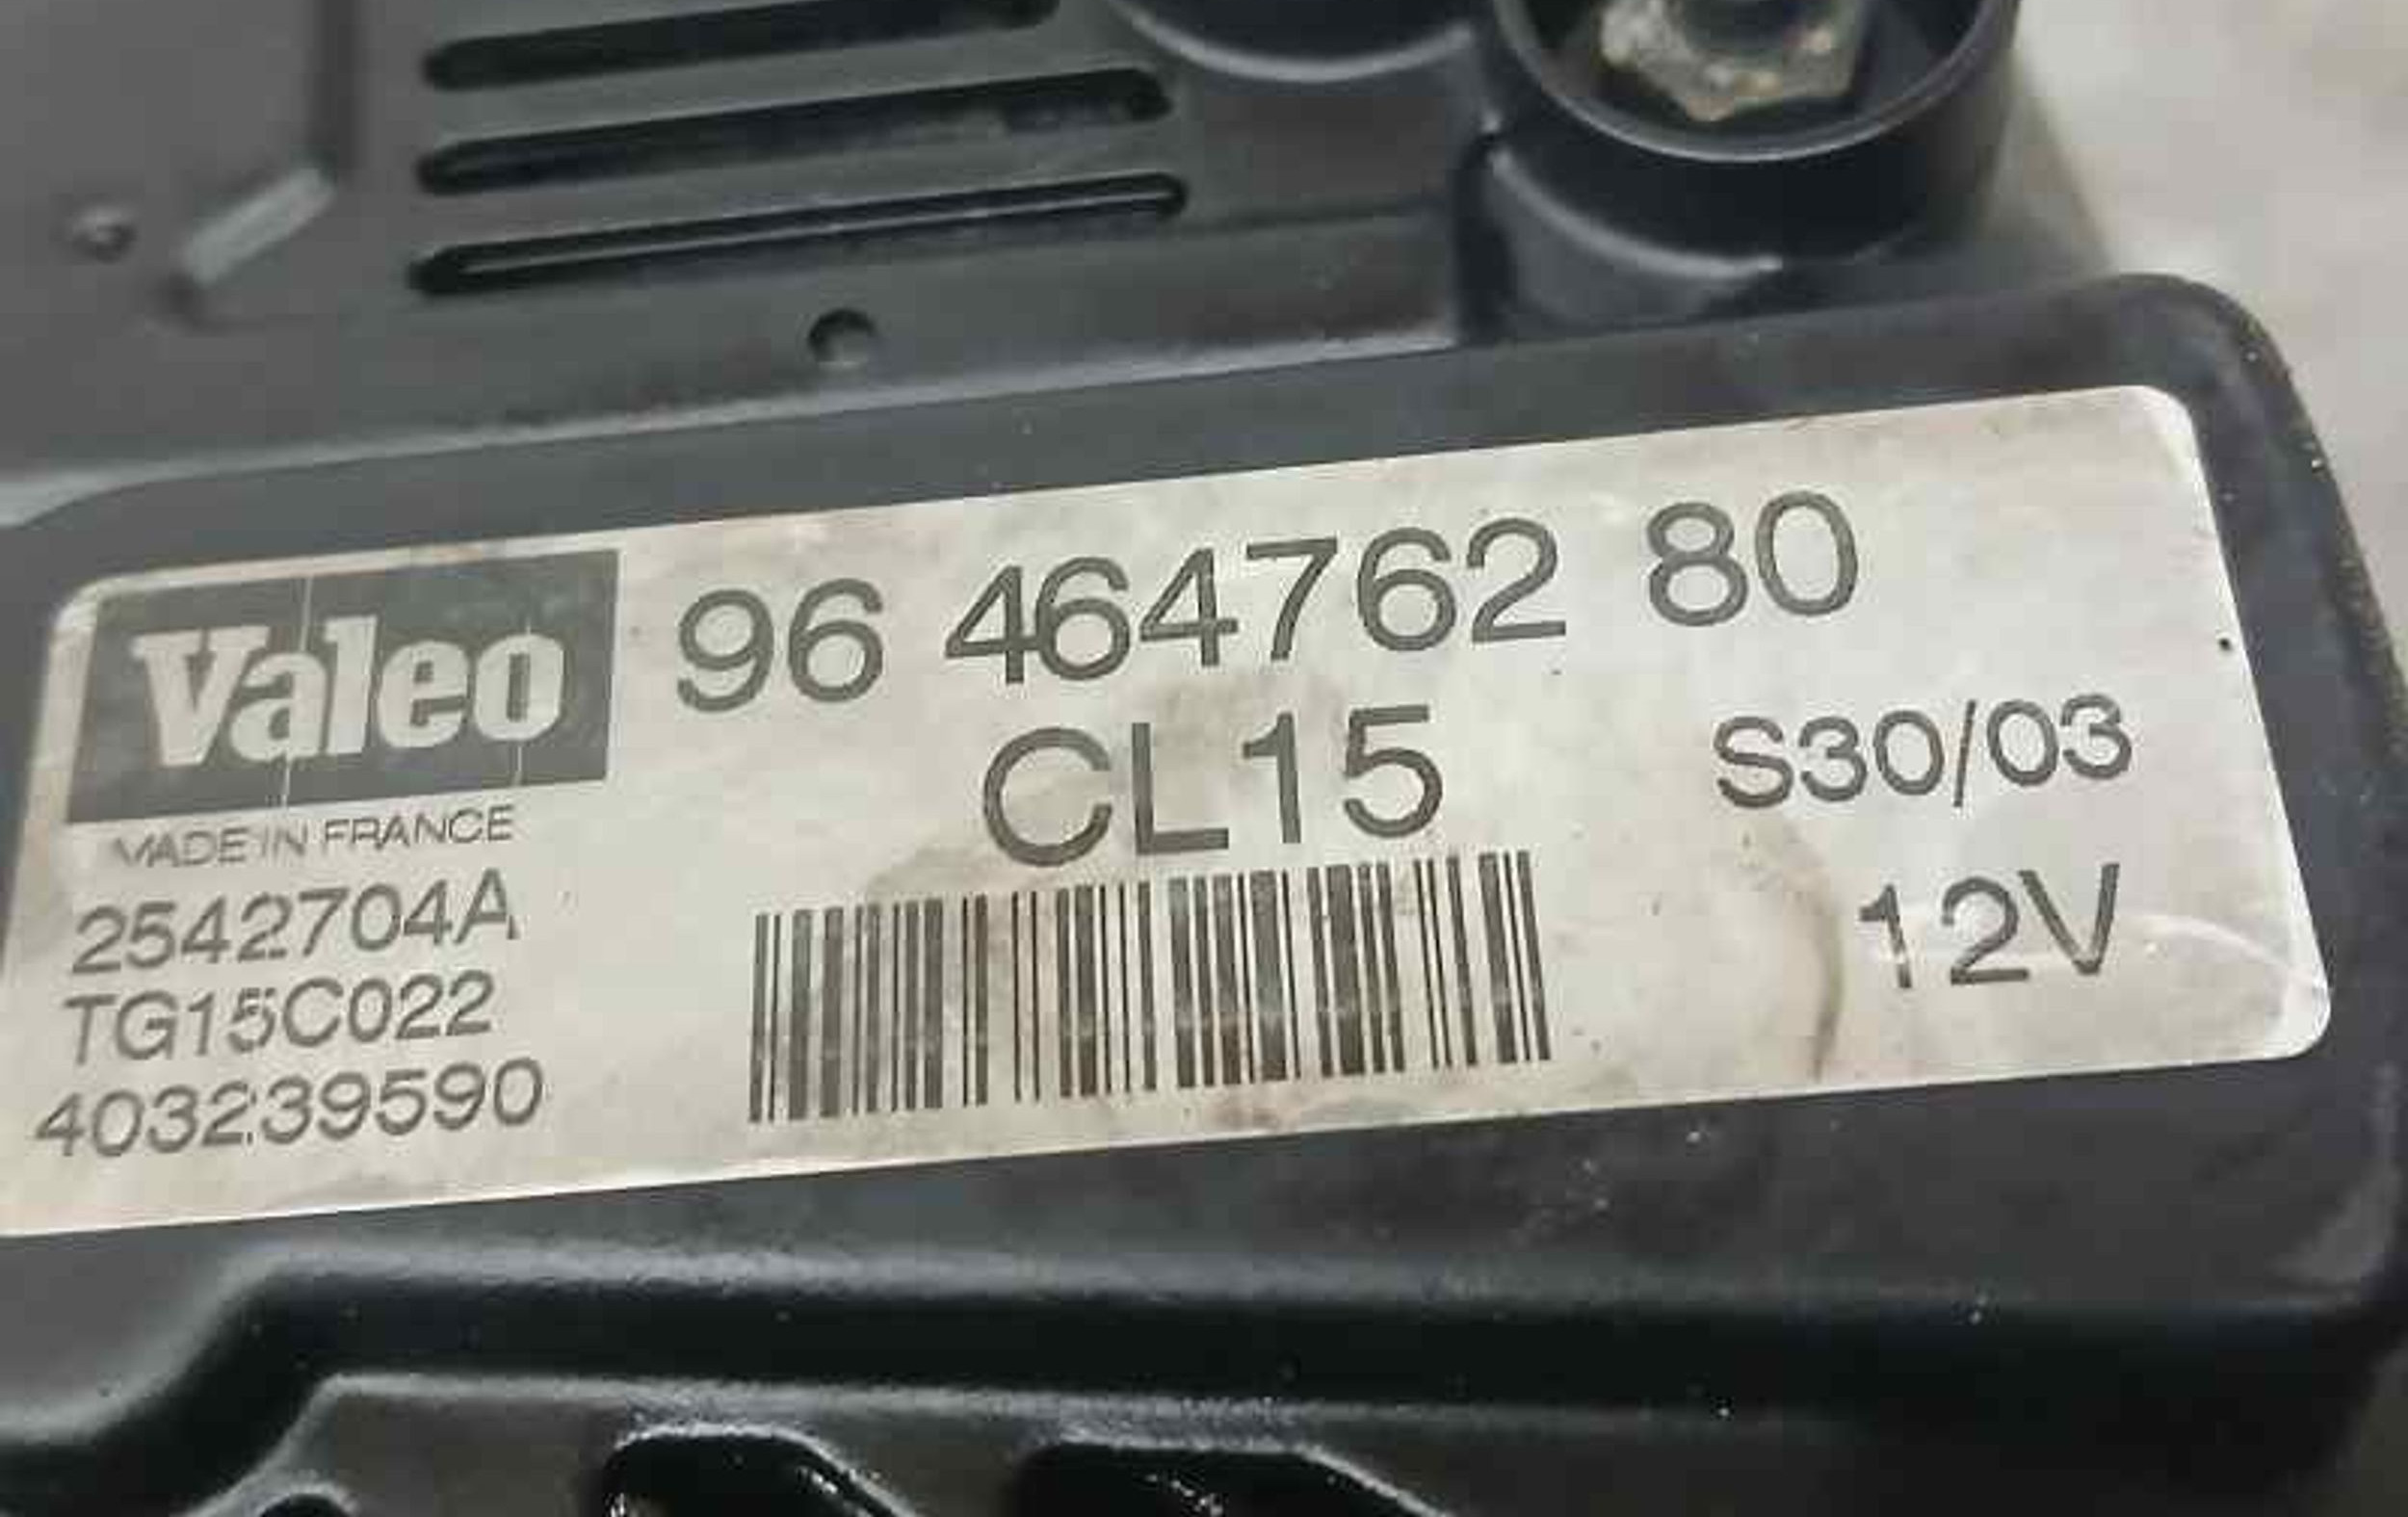 Valeo
MADE IN FRANCE
2542704A
TG15C022
403239590
96 464762 80
CL15
S30/03
12V